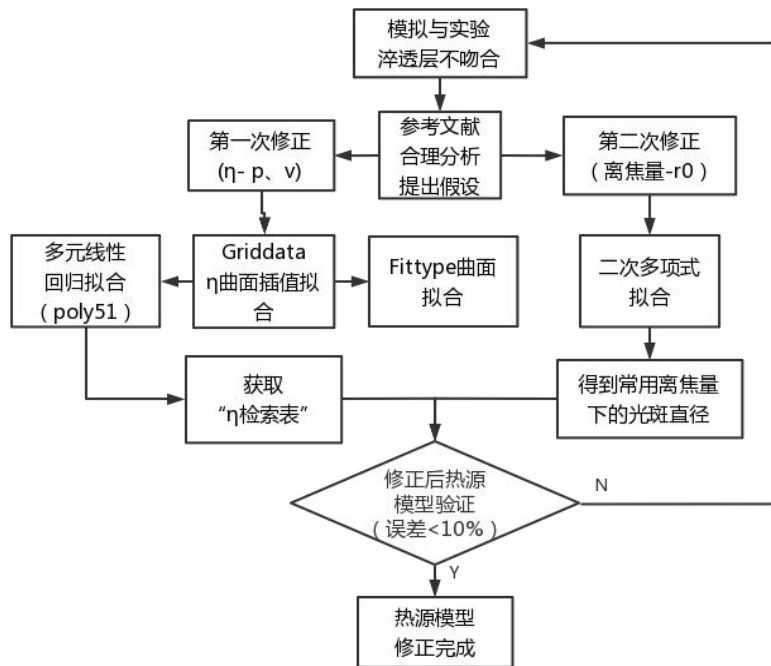 模拟与实验
淬透层不吻合
第一次修正
(η- p、v)
参考文献
合理分析
提出假设
第二次修正
（离焦量-r0）
多元线性
回归拟合
（poly51）
Griddata
η曲面插值拟
合
Fittype曲面
拟合
二次多项式
拟合
获取
“η检索表”
得到常用离焦量
下的光斑直径
修正后热源
模型验证
（误差<10%）
N
Y
热源模型
修正完成